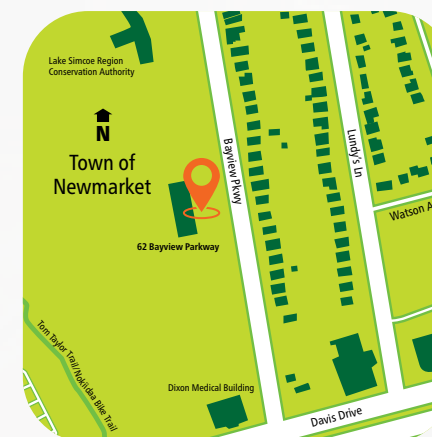 Lake Simcoe Region
Conservation Authority
N
Town of
Newmarket
Bayview Pkwy
Lundy's Ln
Watson A
62 Bayview Parkway
Tom Taylor Trail/Nokiidaa Bike Trail
Dixon Medical Building
Davis Drive